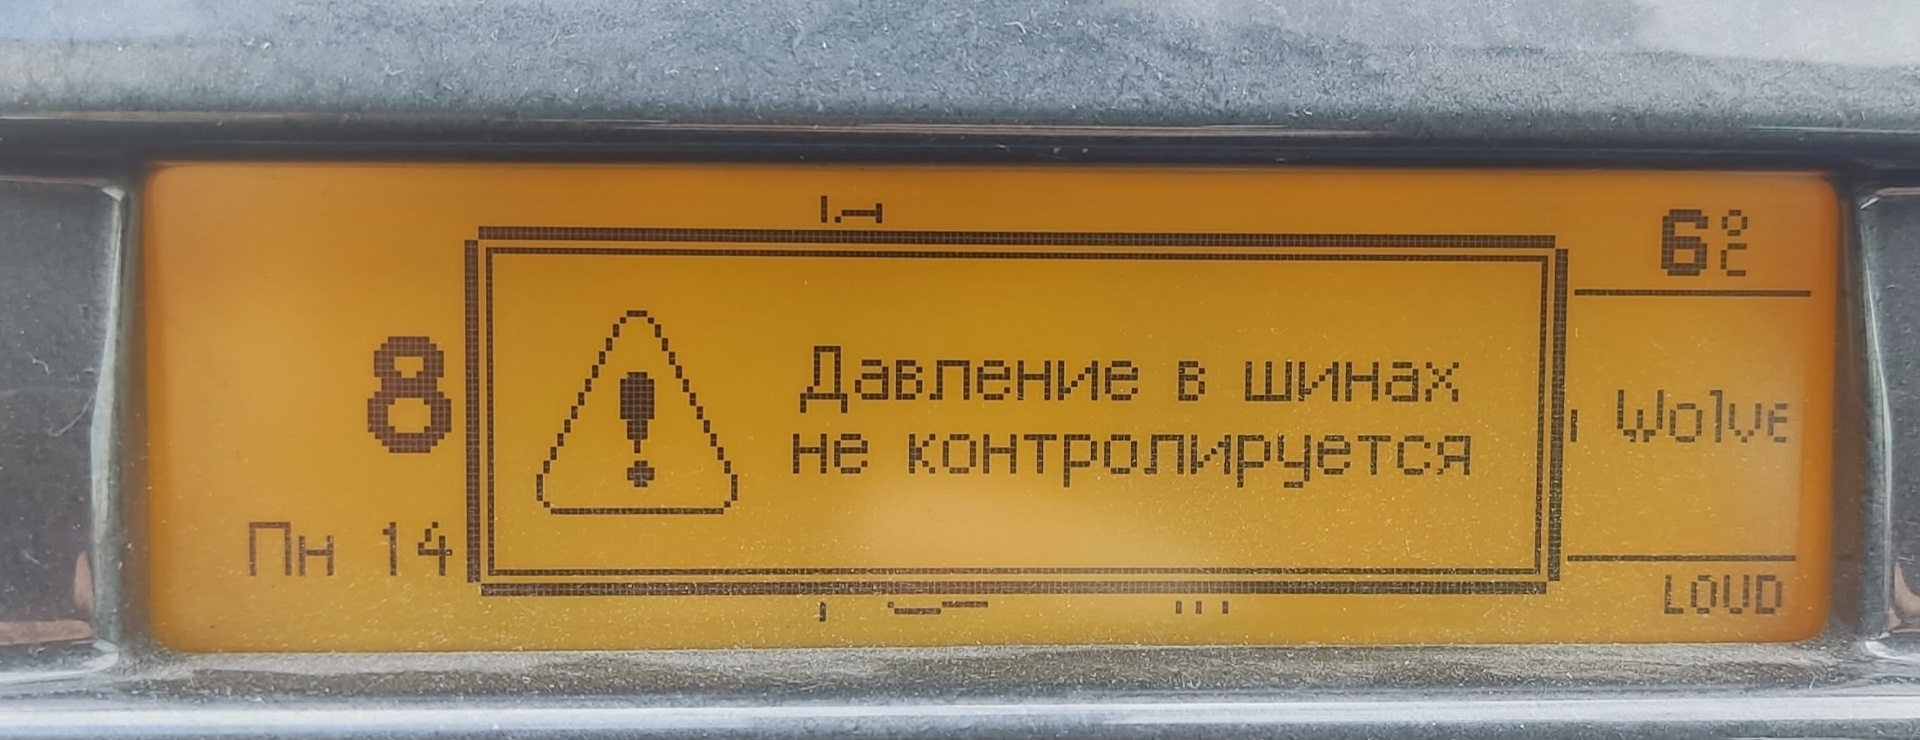 6°C
8
Давление в шинах
не контролируется
Wolve
Пн 14
LOUD